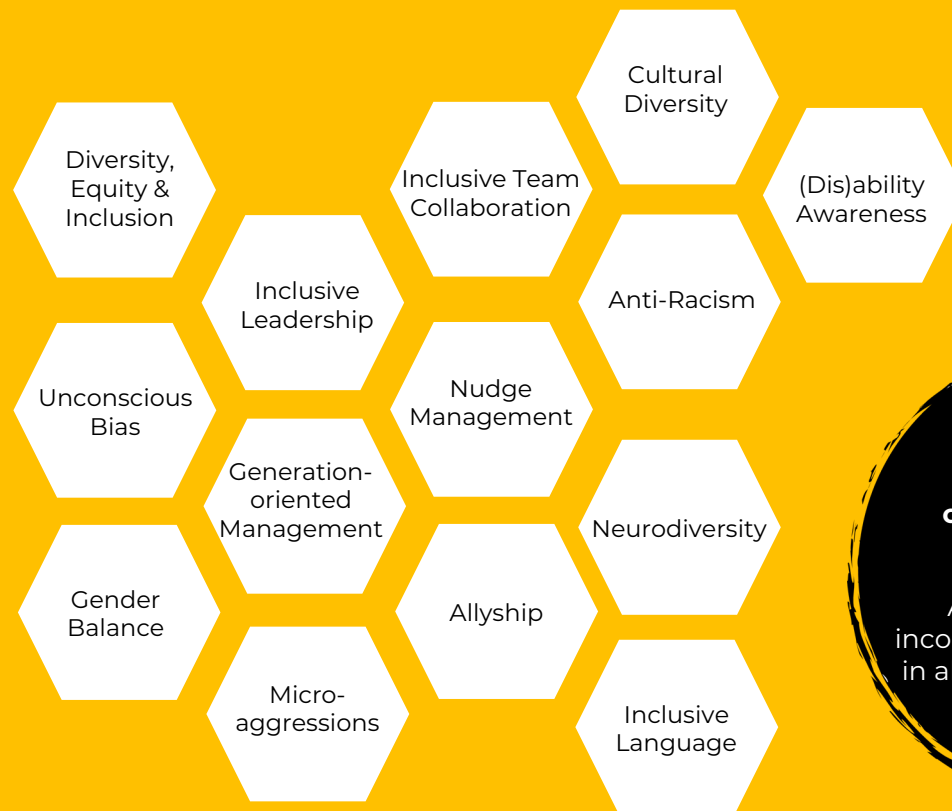 Cultural
Diversity
Diversity,
Equity &
Inclusion
Inclusive Team
Collaboration
(Dis)ability
Awareness
Inclusive
Leadership
Anti-Racism
Unconscious
Bias
Nudge
Management
Generation-
oriented
Management
Neurodiversity
Gender
Balance
Allyship
Micro-
aggressions
Inclusive
Language
in a